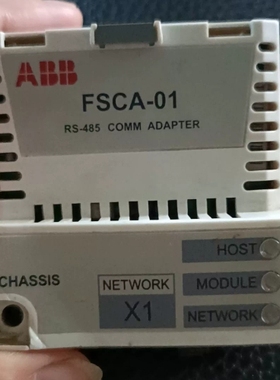 ABB
FSCA-01
RS-485 COMM ADAPTER
HOST
CHASSIS
NETWORK
MODULE
X1
NETWORK